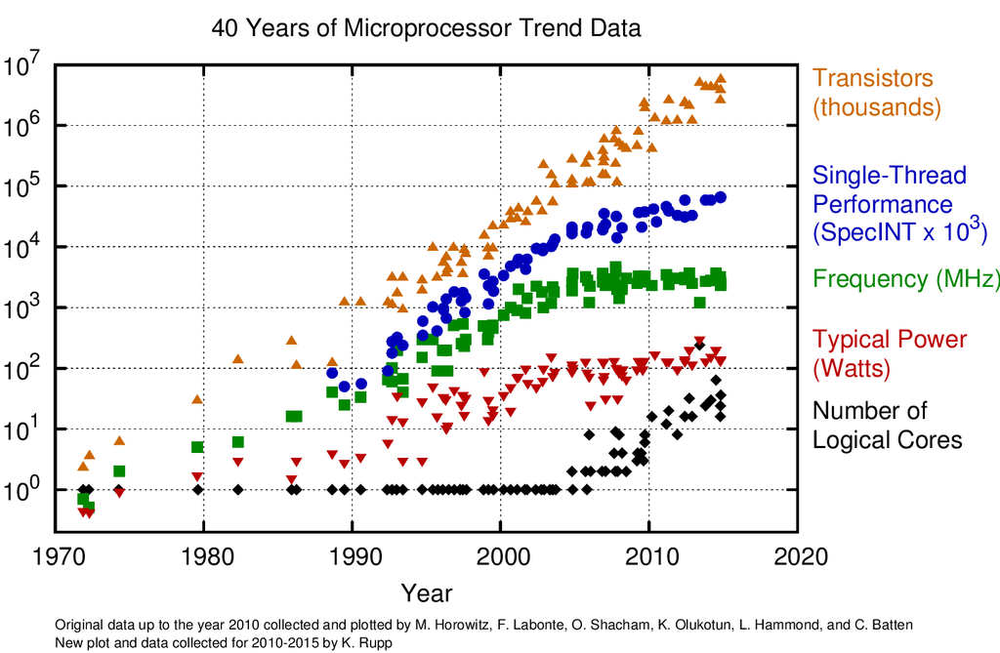 40 Years of Microprocessor Trend Data
10^7
10^6
10^5
10^4
10^3
10^2
10^1
10^0
1970 1980 1990 2000 2010 2020
Year
Transistors
(thousands)
Single-Thread
Performance
(SpecINT x 10^3)
Frequency (MHz)
Typical Power
(Watts)
Number of
Logical Cores
Original data up to the year 2010 collected and plotted by M. Horowitz, F. Labonte, O. Shacham, K. Olukotun, L. Hammond, and C. Batten
New plot and data collected for 2010-2015 by K. Rupp